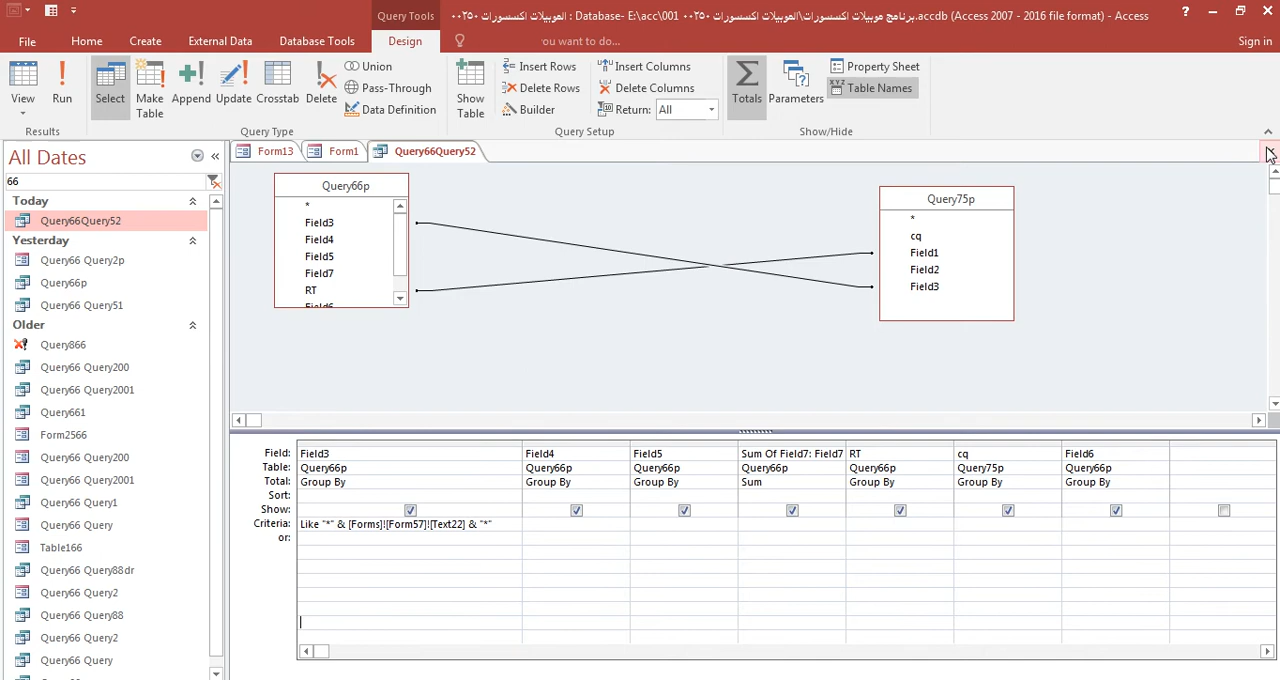 Query Tools
برنامج موبيلات اكسسورات\الموبيلات اكسسورات ٠٠٢٥٠ : Database- E:\acc\001 ٠٠٢٥٠ الموبيلات اكسسورات.accdb (Access 2007 - 2016 file format) - Access
?
File Home Create External Data Database Tools Design you want to do... Sign in
View
Run
Select
Make Table
Append
Update
Crosstab
Delete
Union
Pass-Through
Data Definition
Show Table
Insert Rows
Delete Rows
Builder
Insert Columns
Delete Columns
Return: All
Totals
Parameters
Property Sheet
Table Names
Results Query Type Query Setup Show/Hide
All Dates
66
Today
Query66Query52
Yesterday
Query66 Query2p
Query66p
Query66 Query51
Older
Query866
Query66 Query200
Query66 Query2001
Query661
Form2566
Query66 Query200
Query66 Query2001
Query66 Query1
Query66 Query
Table166
Query66 Query88dr
Query66 Query2
Query66 Query88
Query66 Query2
Query66 Query
Form13 Form1 Query66Query52
Query66p
*
Field3
Field4
Field5
Field7
RT
Field6
Query75p
*
cq
Field1
Field2
Field3
Field: Field3 Field4 Field5 Sum Of Field7: Field7 RT cq Field6
Table: Query66p Query66p Query66p Query66p Query66p Query75p Query66p
Total: Group By Group By Group By Sum Group By Group By Group By
Sort:
Show:
Criteria: Like "*" & [Forms]![Form57]![Text22] & "*"
or: